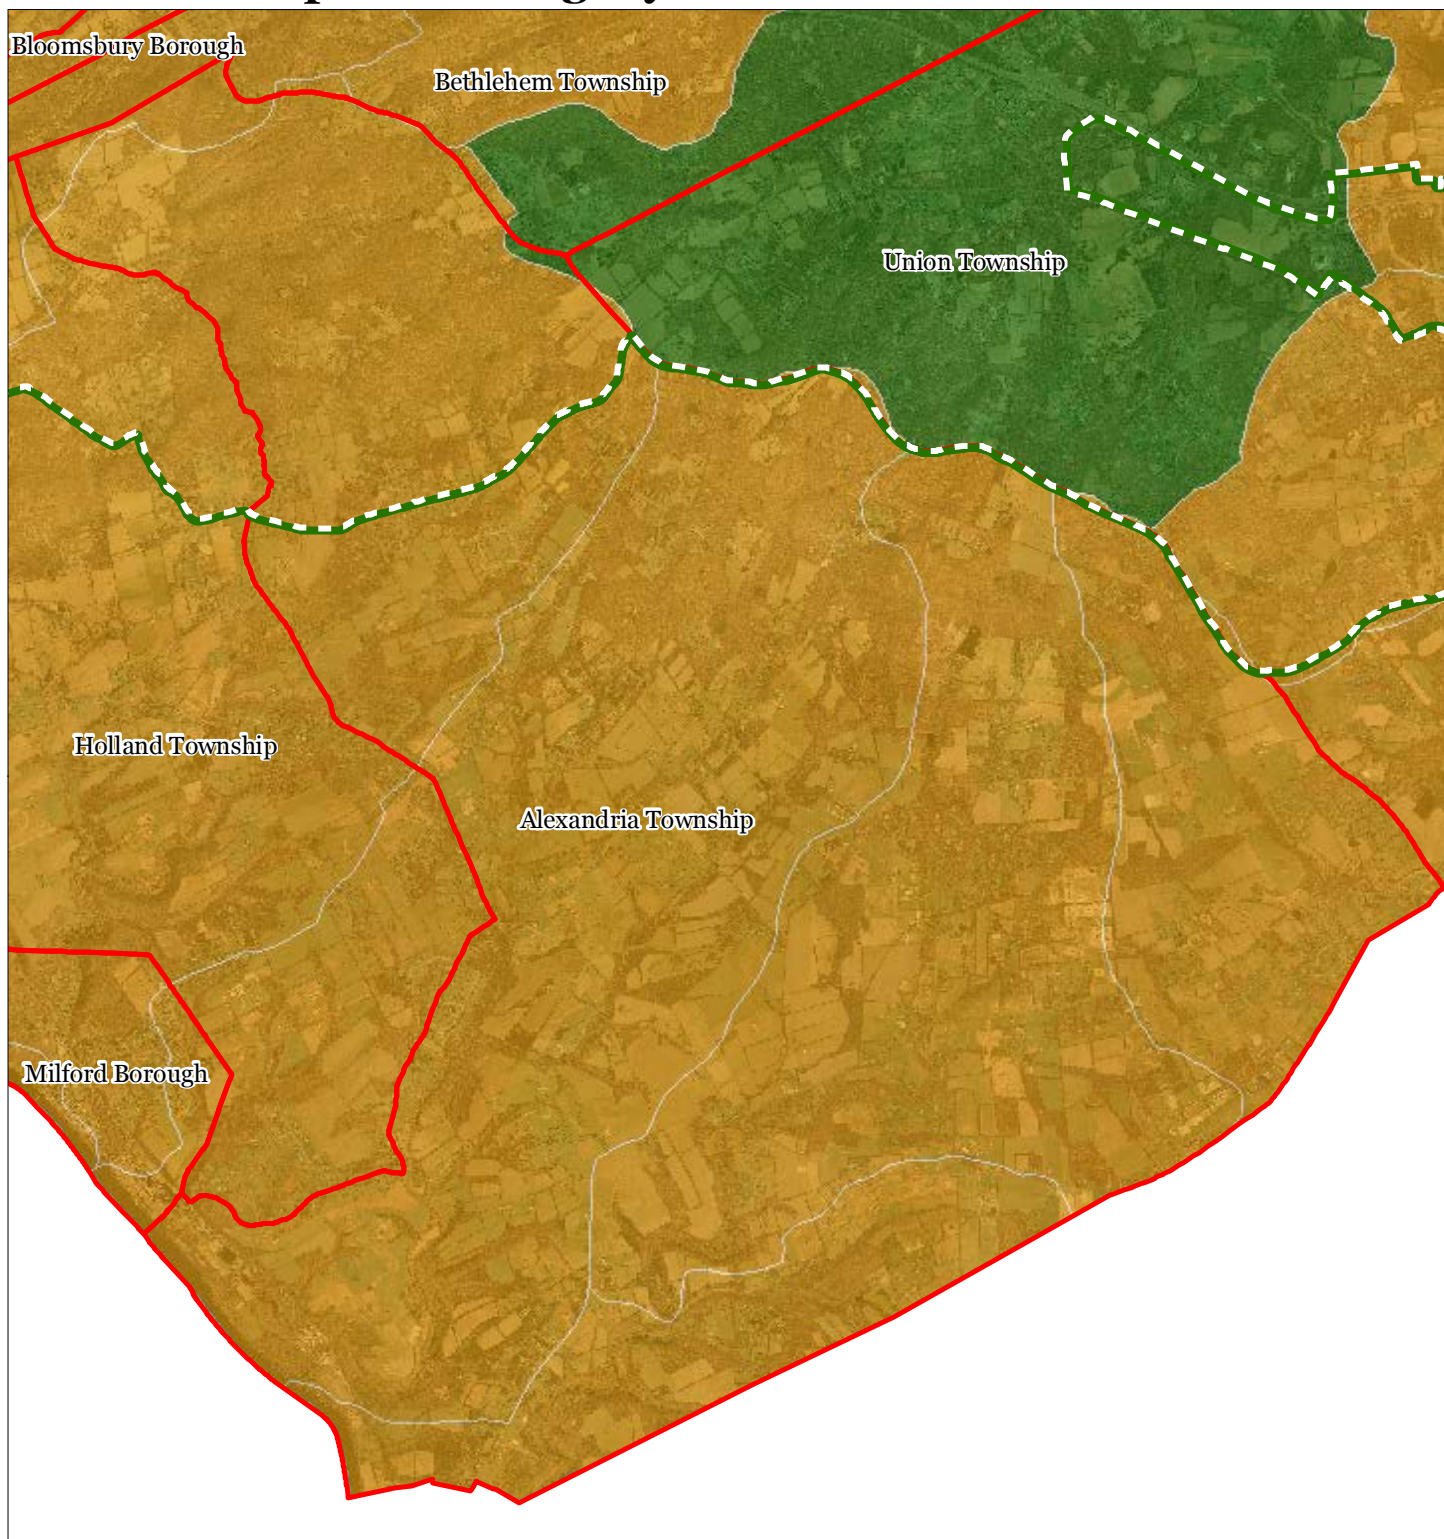 Bloomsbury Borough
Bethlehem Township
Union Township
Holland Township
Alexandria Township
Milford Borough